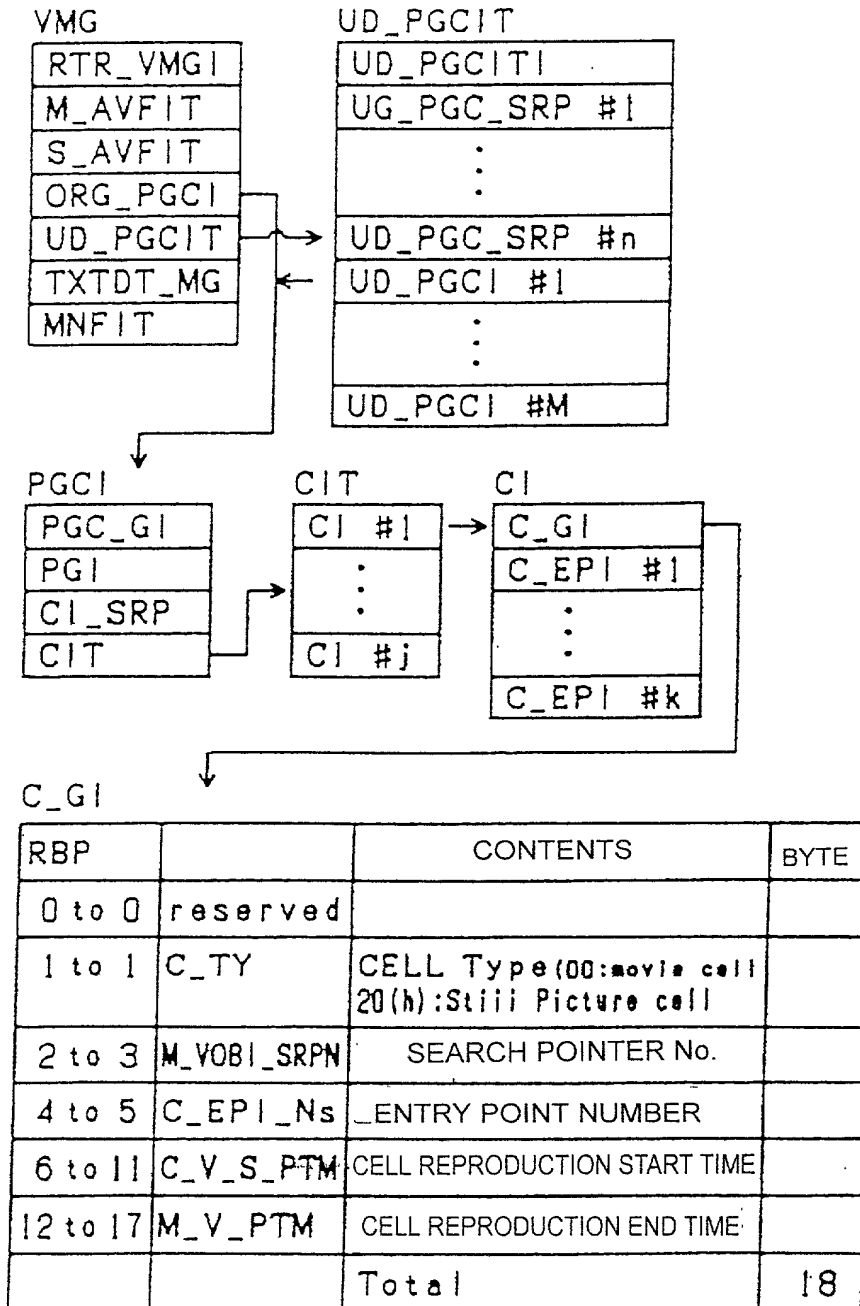 VMG
RTR_VMGI
M_AVFIT
S_AVFIT
ORG_PGCI
UD_PGCIT
TXTDT_MG
MNFIT
UD_PGCIT
UD_PGCITI
UG_PGC_SRP #1
UD_PGC_SRP #n
UD_PGCI #1
UD_PGCI #M
PGCI
PGC_GI
PGI
CI_SRP
CIT
CIT
CI #1
CI #j
CI
C_GI
C_EPI #1
C_EPI #k
C_GI
RBP CONTENTS BYTE
0 to 0 reserved
1 to 1 C_TY CELL Type(00:movie cell
20(h):Stiii Picture cell
2 to 3 M_VOBI_SRPN SEARCH POINTER No.
4 to 5 C_EPI_Ns _ENTRY POINT NUMBER
6 to 11 C_V_S_PTM CELL REPRODUCTION START TIME
12 to 17 M_V_PTM CELL REPRODUCTION END TIME
Total 18